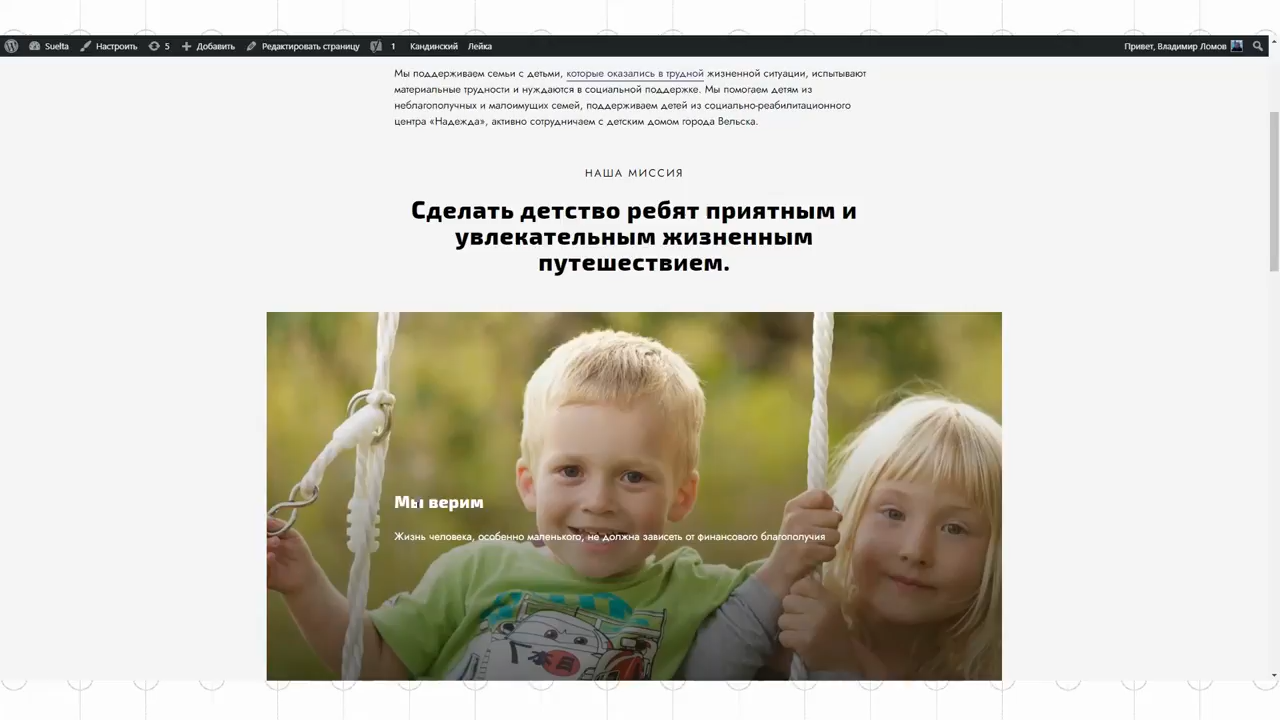 Suelta Настроить 5 Добавить Редактировать страницу 1 Кандинский Лейка Привет, Владимир Ломов
Мы поддерживаем семьи с детьми, которые оказались в трудной жизненной ситуации, испытывают
материальные трудности и нуждаются в социальной поддержке. Мы помогаем детям из
неблагополучных и малоимущих семей, поддерживаем детей из социально-реабилитационного
центра «Надежда», активно сотрудничаем с детским домом города Вельска.
НАША МИССИЯ
Сделать детство ребят приятным и
увлекательным жизненным
путешествием.
Мы верим
Жизнь человека, особенно маленького, не должна зависеть от финансового благополучия
日本日